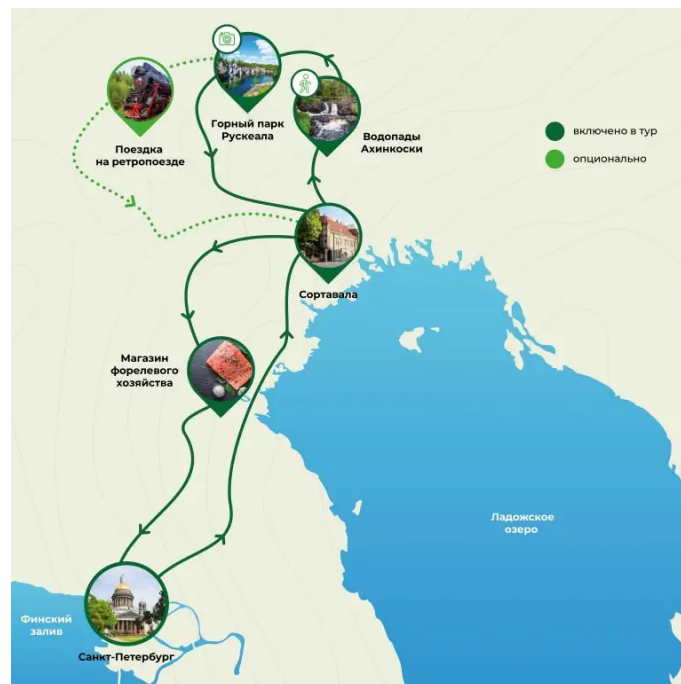 Горный парк
Рускеала
Водопады
Ахинкоски
Поездка
на ретропоезде
включено в тур
опционально
Сортавала
Магазин
форелевого
хозяйства
Ладожское
озеро
Финский
залив
Санкт-Петербург